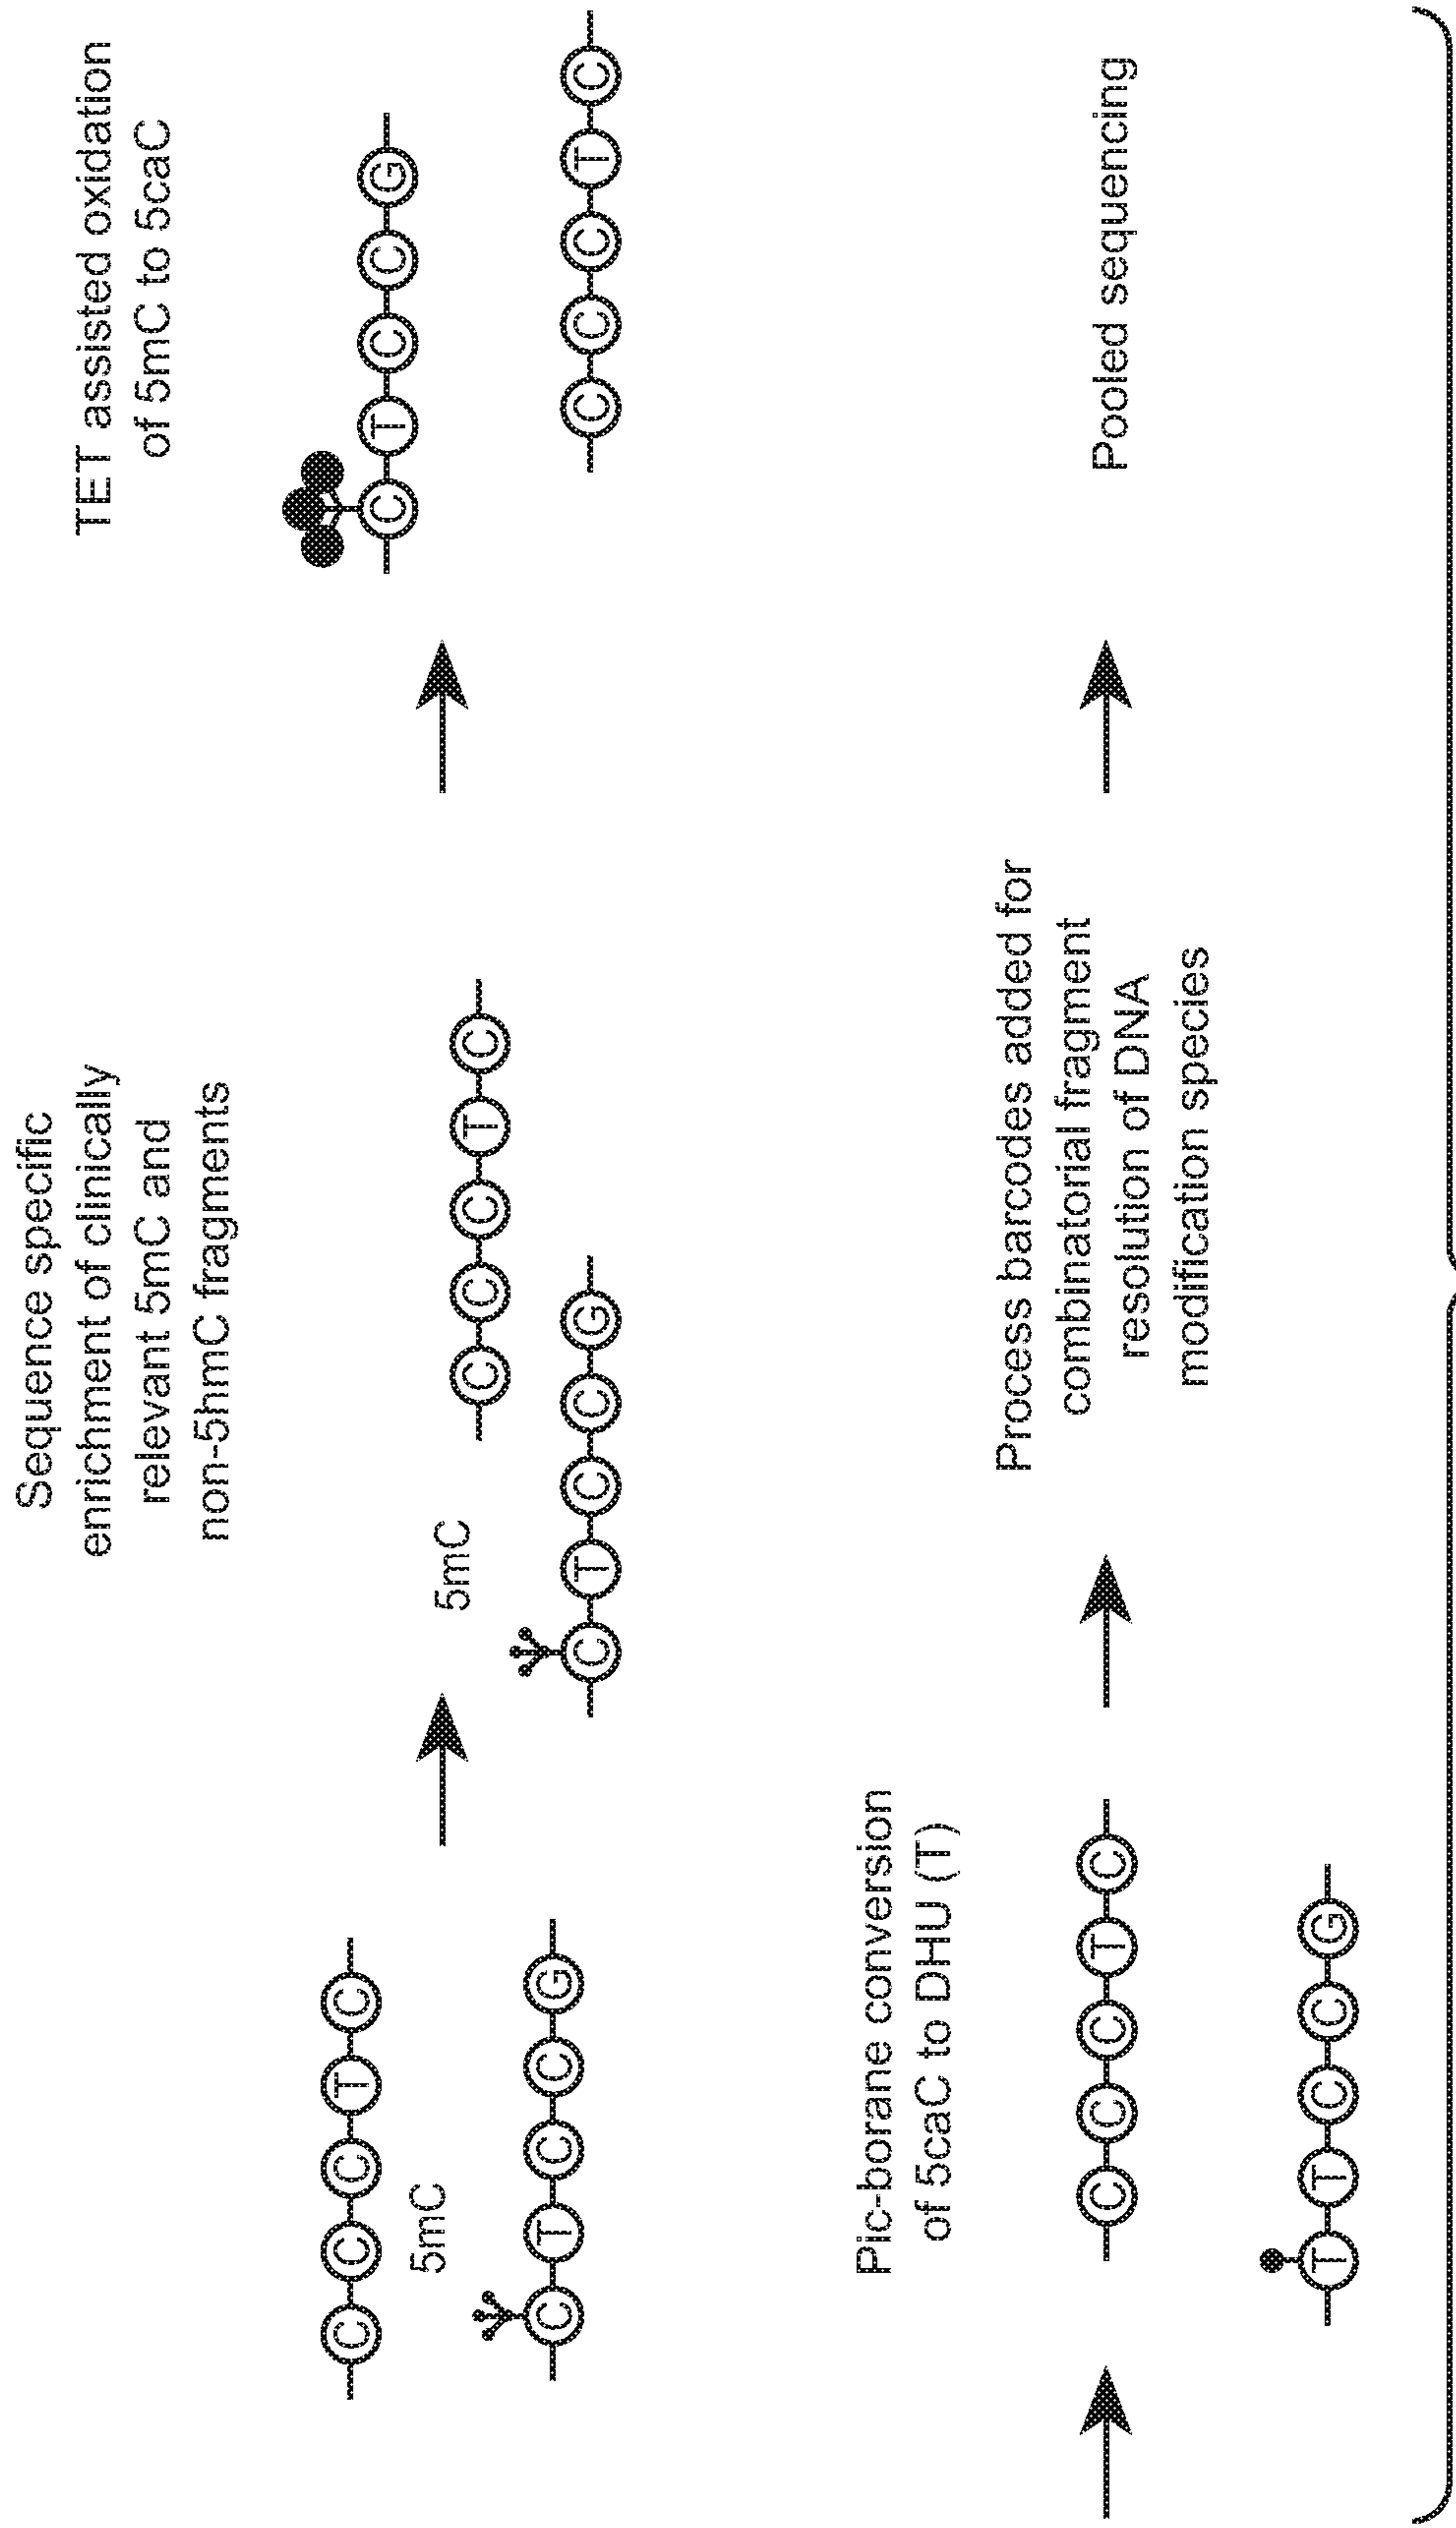 C C C C T C
5mC
C T C C G
Sequence specific
enrichment of clinically
relevant 5mC and
non-5hmC fragments
C C C T C
5mC
C T C C G
TET assisted oxidation
of 5mC to 5caC
C T C C G
C C C T C
Pic-borane conversion
of 5caC to DHU (T)
C C C T C
T T C C G
Process barcodes added for
combinatorial fragment
resolution of DNA
modification species
Pooled sequencing